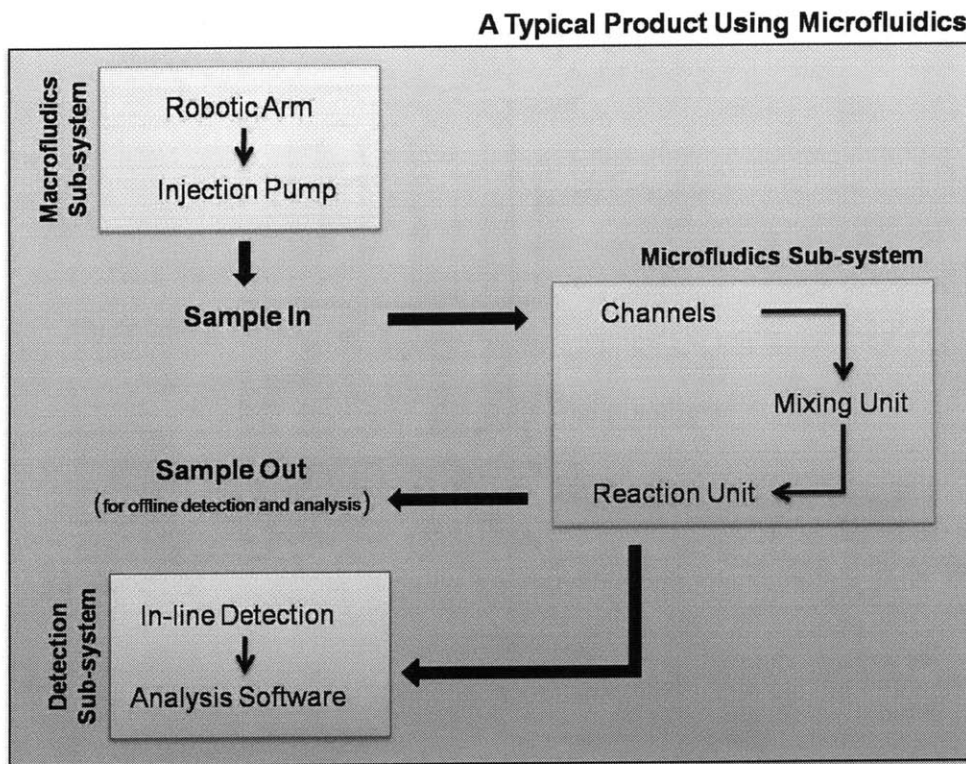 A Typical Product Using Microfluidics
Macrofludics
Sub-system
Robotic Arm
Injection Pump
Sample In
Microfludics Sub-system
Channels
Mixing Unit
Reaction Unit
Sample Out
(for offline detection and analysis)
Detection
Sub-system
In-line Detection
Analysis Software